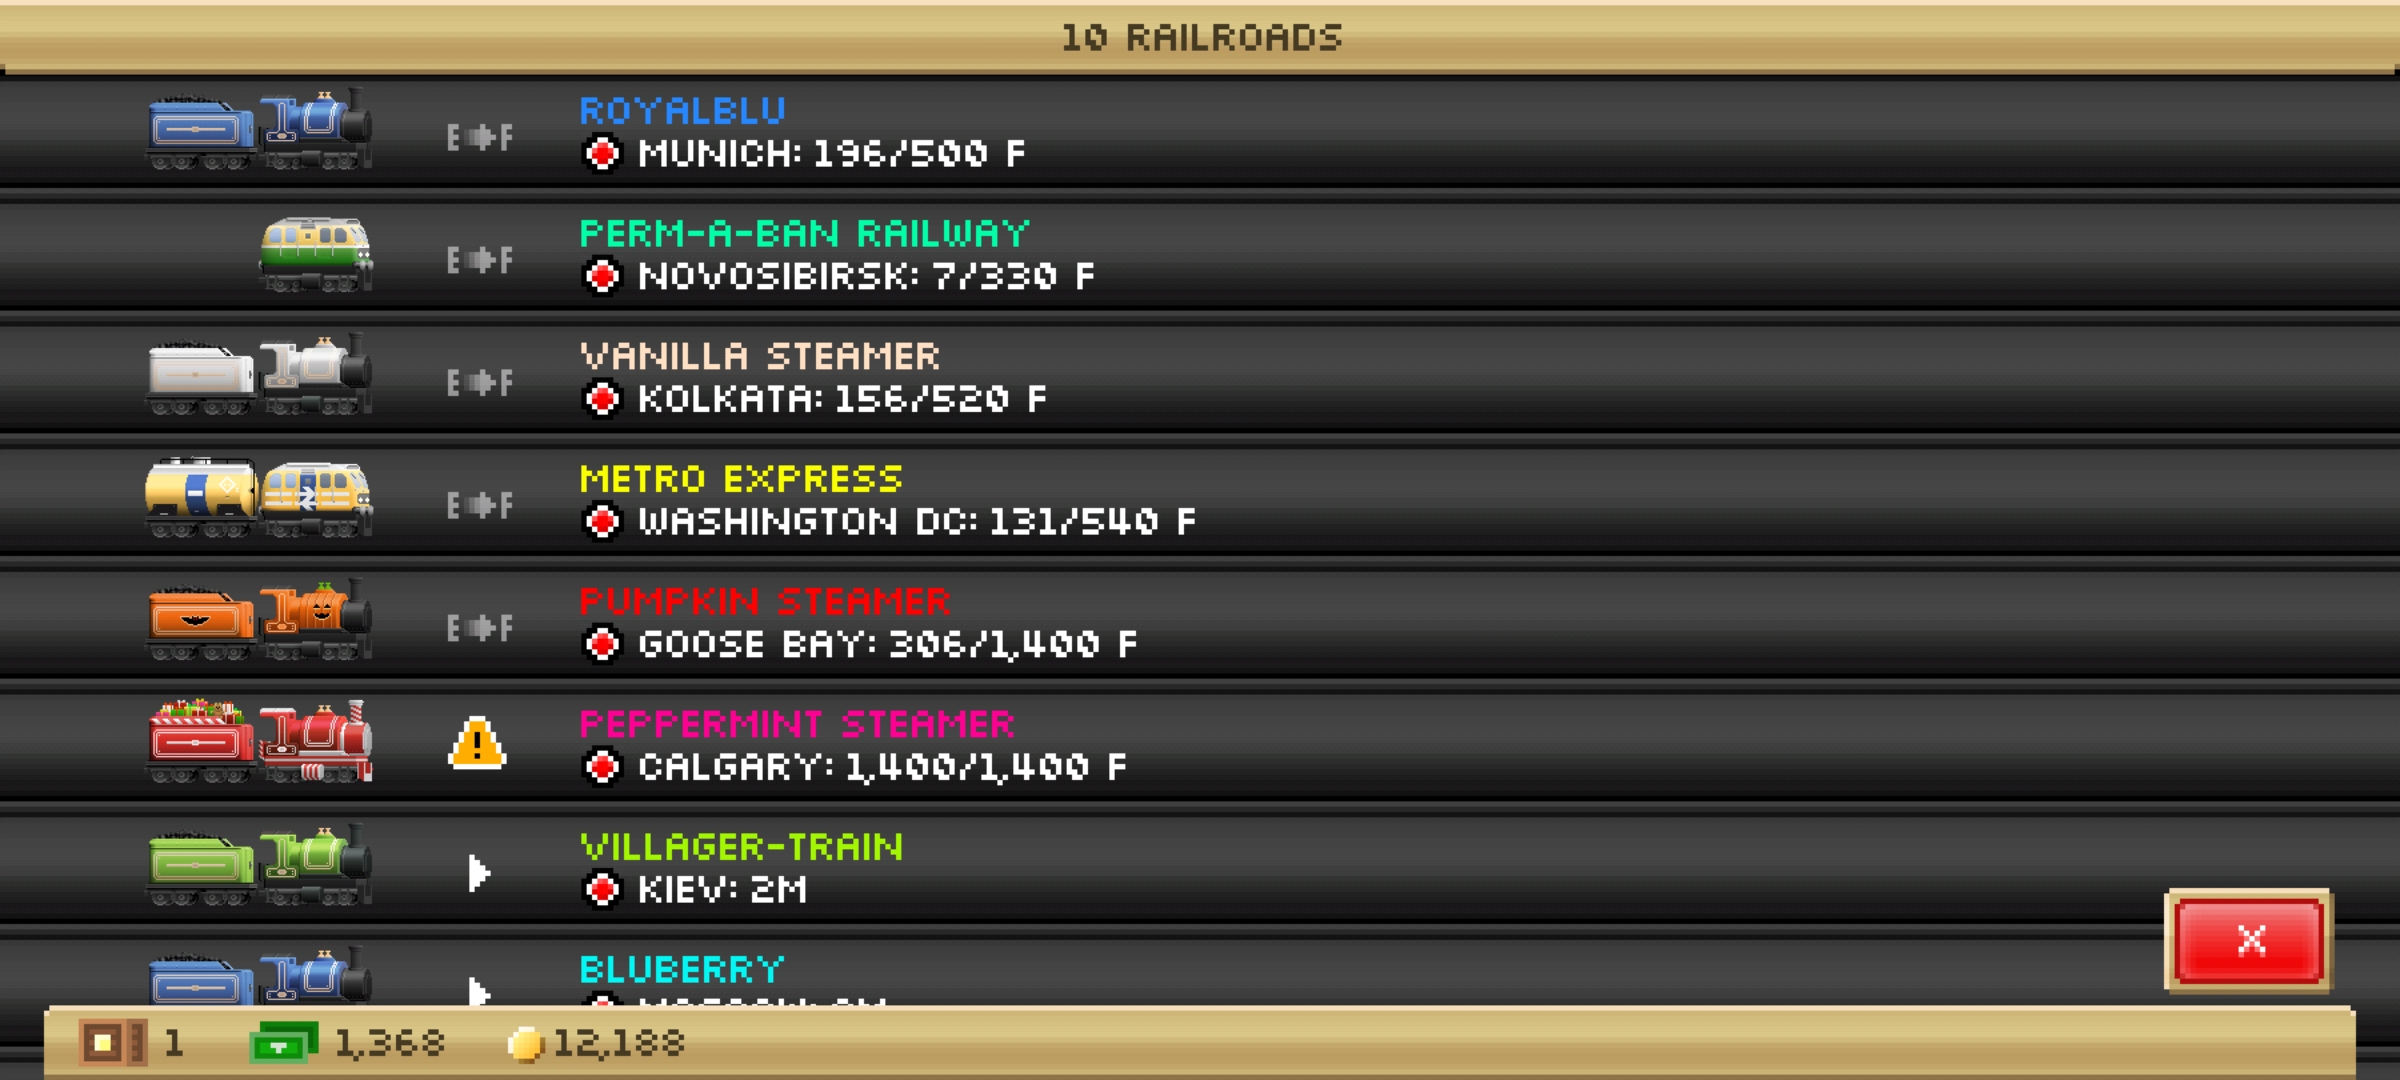 10 RAILROADS
ROYALBLU
E F
MUNICH: 196/500 F
PERM-A-BAN RAILWAY
E F
NOVOSIBIRSK: 7/330 F
VANILLA STEAMER
E F
KOLKATA: 156/520 F
METRO EXPRESS
E F
WASHINGTON DC: 131/540 F
PUMPKIN STEAMER
E F
GOOSE BAY: 306/1,400 F
PEPPERMINT STEAMER
!
CALGARY: 1,400/1,400 F
VILLAGER-TRAIN
KIEV: 2M
X
BLUBERRY
1 1,368 12,188